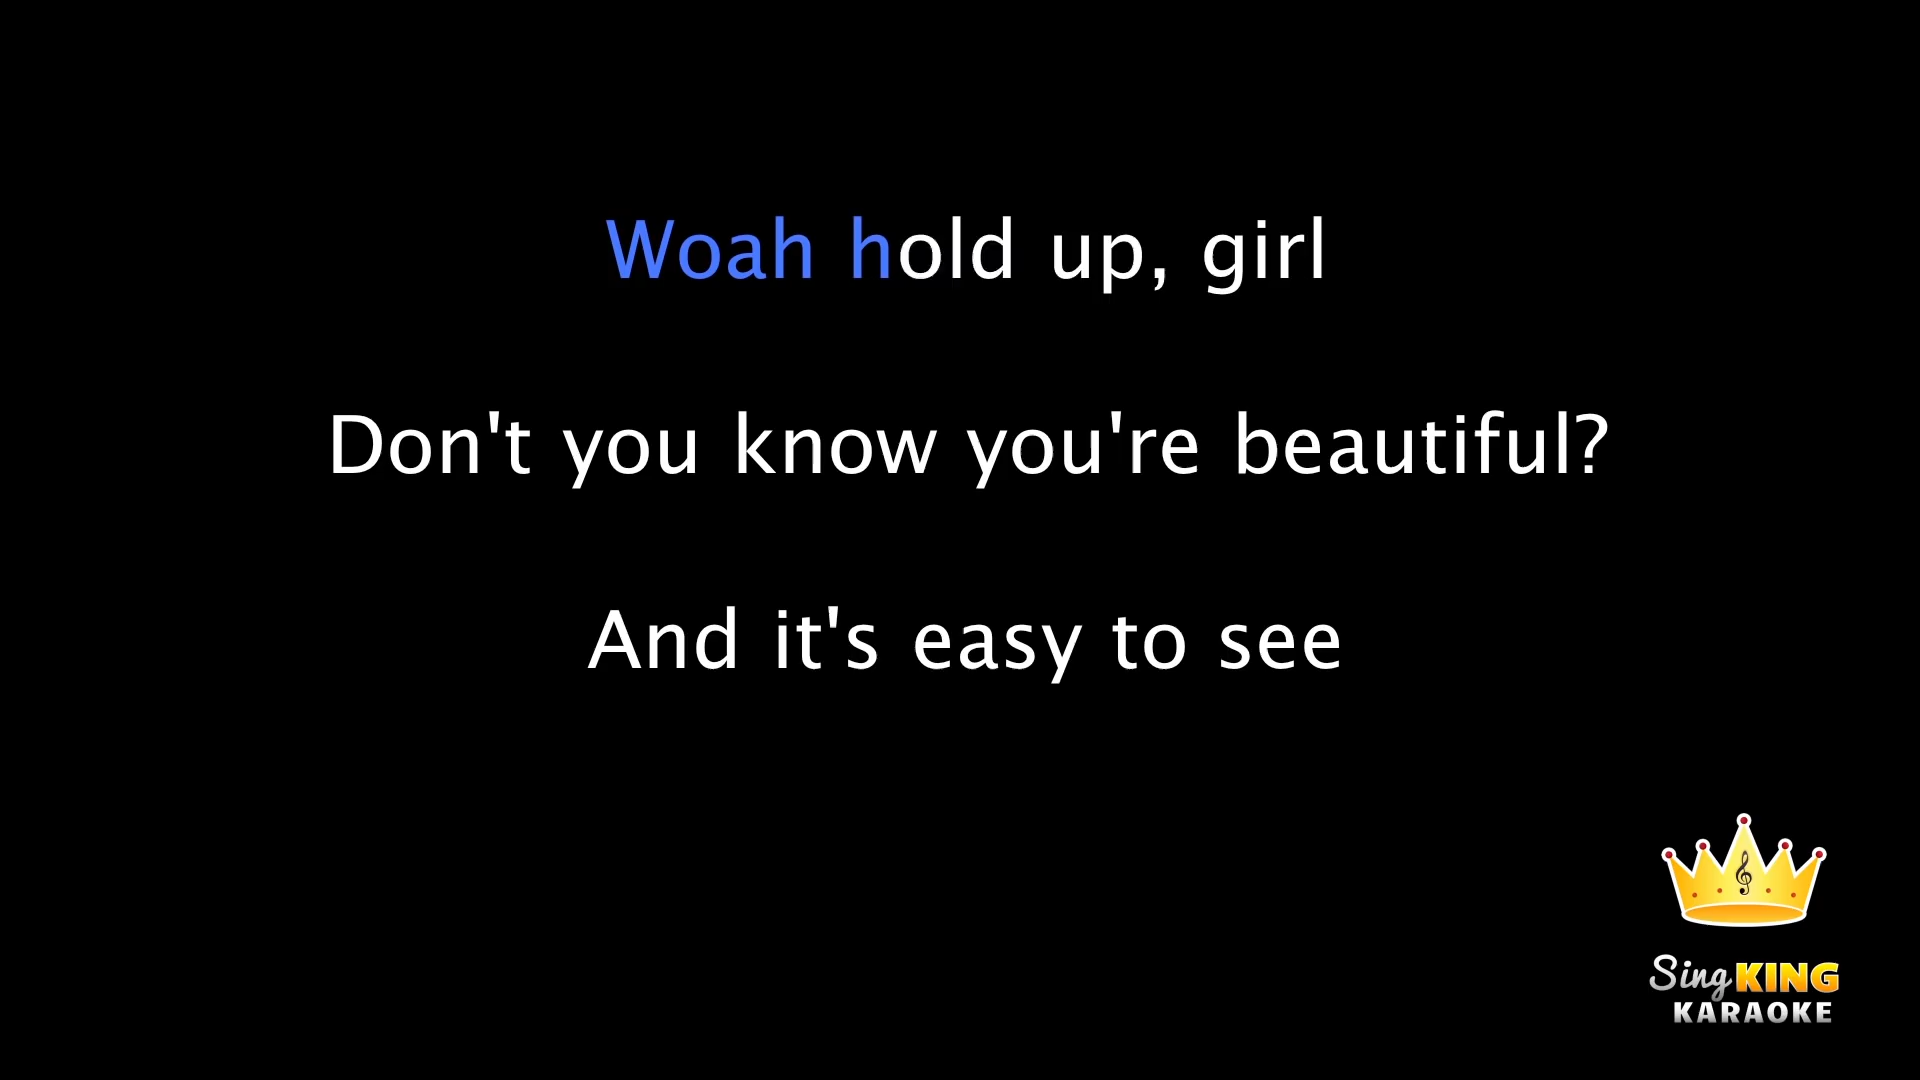 Woah hold up, girl
Don't you know you're beautiful?
And it's easy to see
Sing KING
KARAOKE